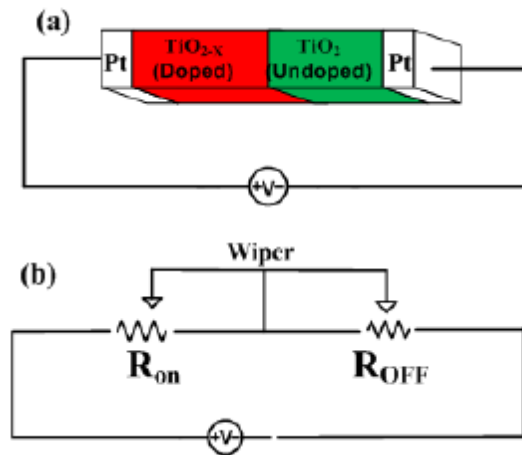 (a)
Pt
TiO2-X
(Doped)
TiO2
(Undoped)
Pt
+V-
(b)
Wiper
Ron
ROFF
+V-